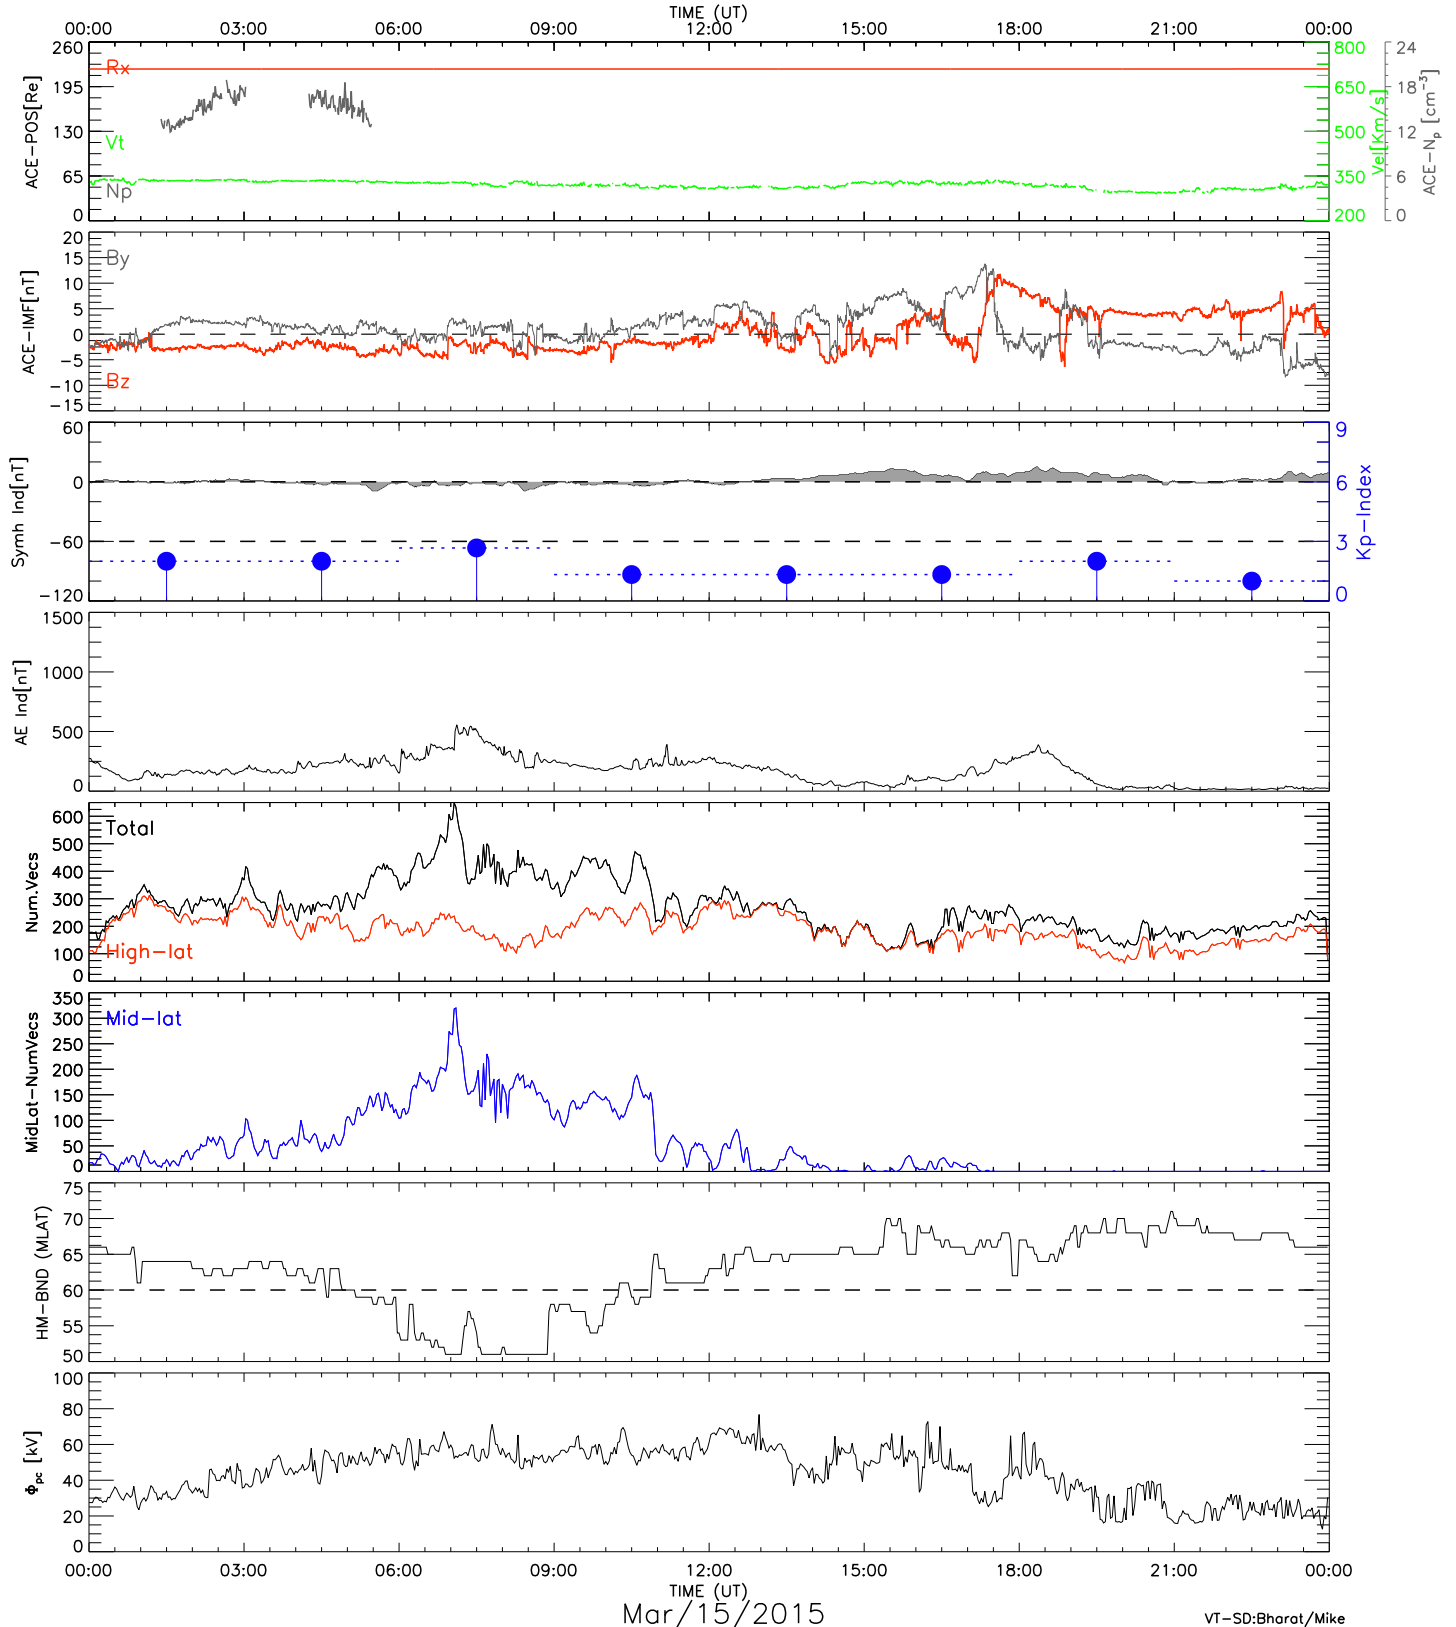 TIME (UT)
00:00 03:00 06:00 09:00 12:00 15:00 18:00 21:00 00:00
ACE-POS[Re]
260
195
130
65
0
Rx
Vt
Np
800
650
500
350
200
Vel[Km/s]
24
18
12
6
0
ACE-Np [cm-3]
ACE-IMF[nT]
20
15
10
5
0
-5
-10
-15
By
Bz
Symh Ind[nT]
60
0
-60
-120
9
6
3
0
Kp-Index
AE Ind[nT]
1500
1000
500
0
Num.Vecs
600
500
400
300
200
100
0
Total
High-lat
MidLat-NumVecs
350
300
250
200
150
100
50
0
Mid-lat
HM-BND (MLAT)
75
70
65
60
55
50
Φpc [kV]
100
80
60
40
20
0
00:00 03:00 06:00 09:00 12:00 15:00 18:00 21:00 00:00
TIME (UT)
Mar/15/2015
VT-SD:Bharat/Mike